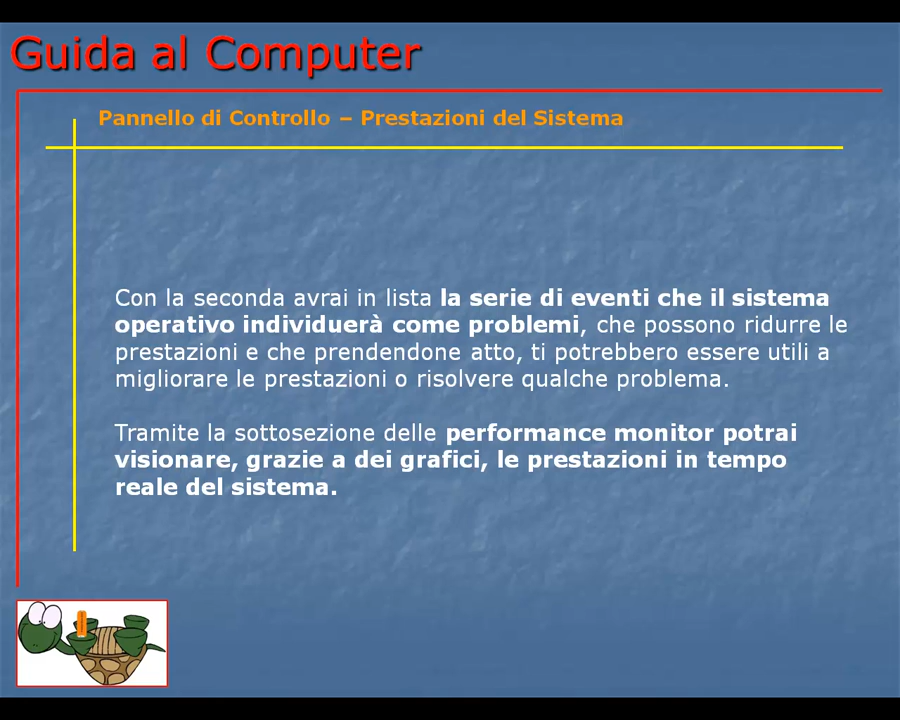 Guida al Computer
Pannello di Controllo – Prestazioni del Sistema
Con la seconda avrai in lista la serie di eventi che il sistema
operativo individuerà come problemi, che possono ridurre le
prestazioni e che prendendone atto, ti potrebbero essere utili a
migliorare le prestazioni o risolvere qualche problema.
Tramite la sottosezione delle performance monitor potrai
visionare, grazie a dei grafici, le prestazioni in tempo
reale del sistema.